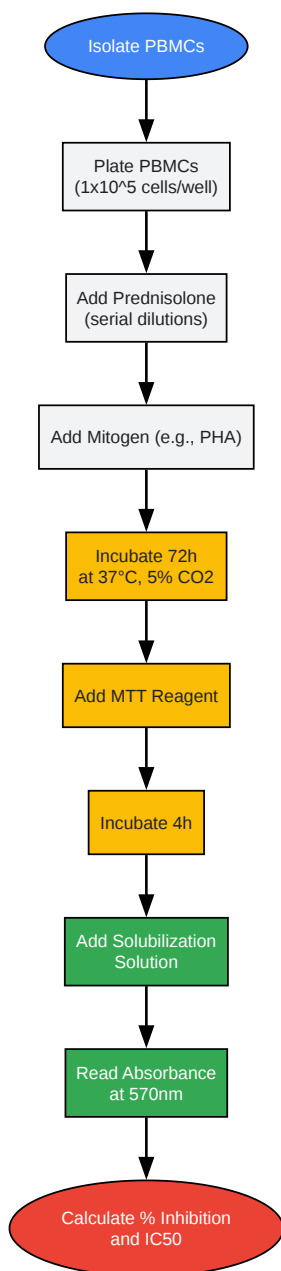 Isolate PBMCs
Plate PBMCs
(1x10^5 cells/well)
Add Prednisolone
(serial dilutions)
Add Mitogen (e.g., PHA)
Incubate 72h
at 37°C, 5% CO2
Add MTT Reagent
Incubate 4h
Add Solubilization
Solution
Read Absorbance
at 570nm
Calculate % Inhibition
and IC50